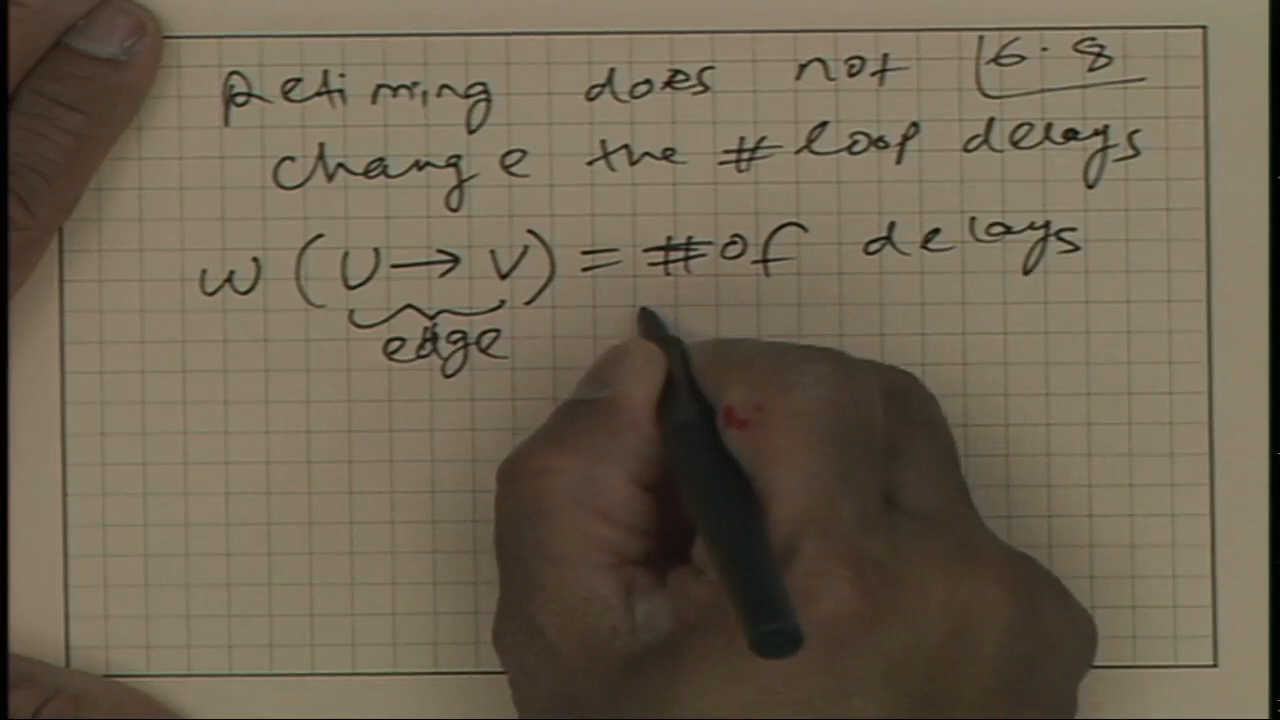 Retiming does not 6.8
change the # loop delays
w (U → V) = # of delays
edge